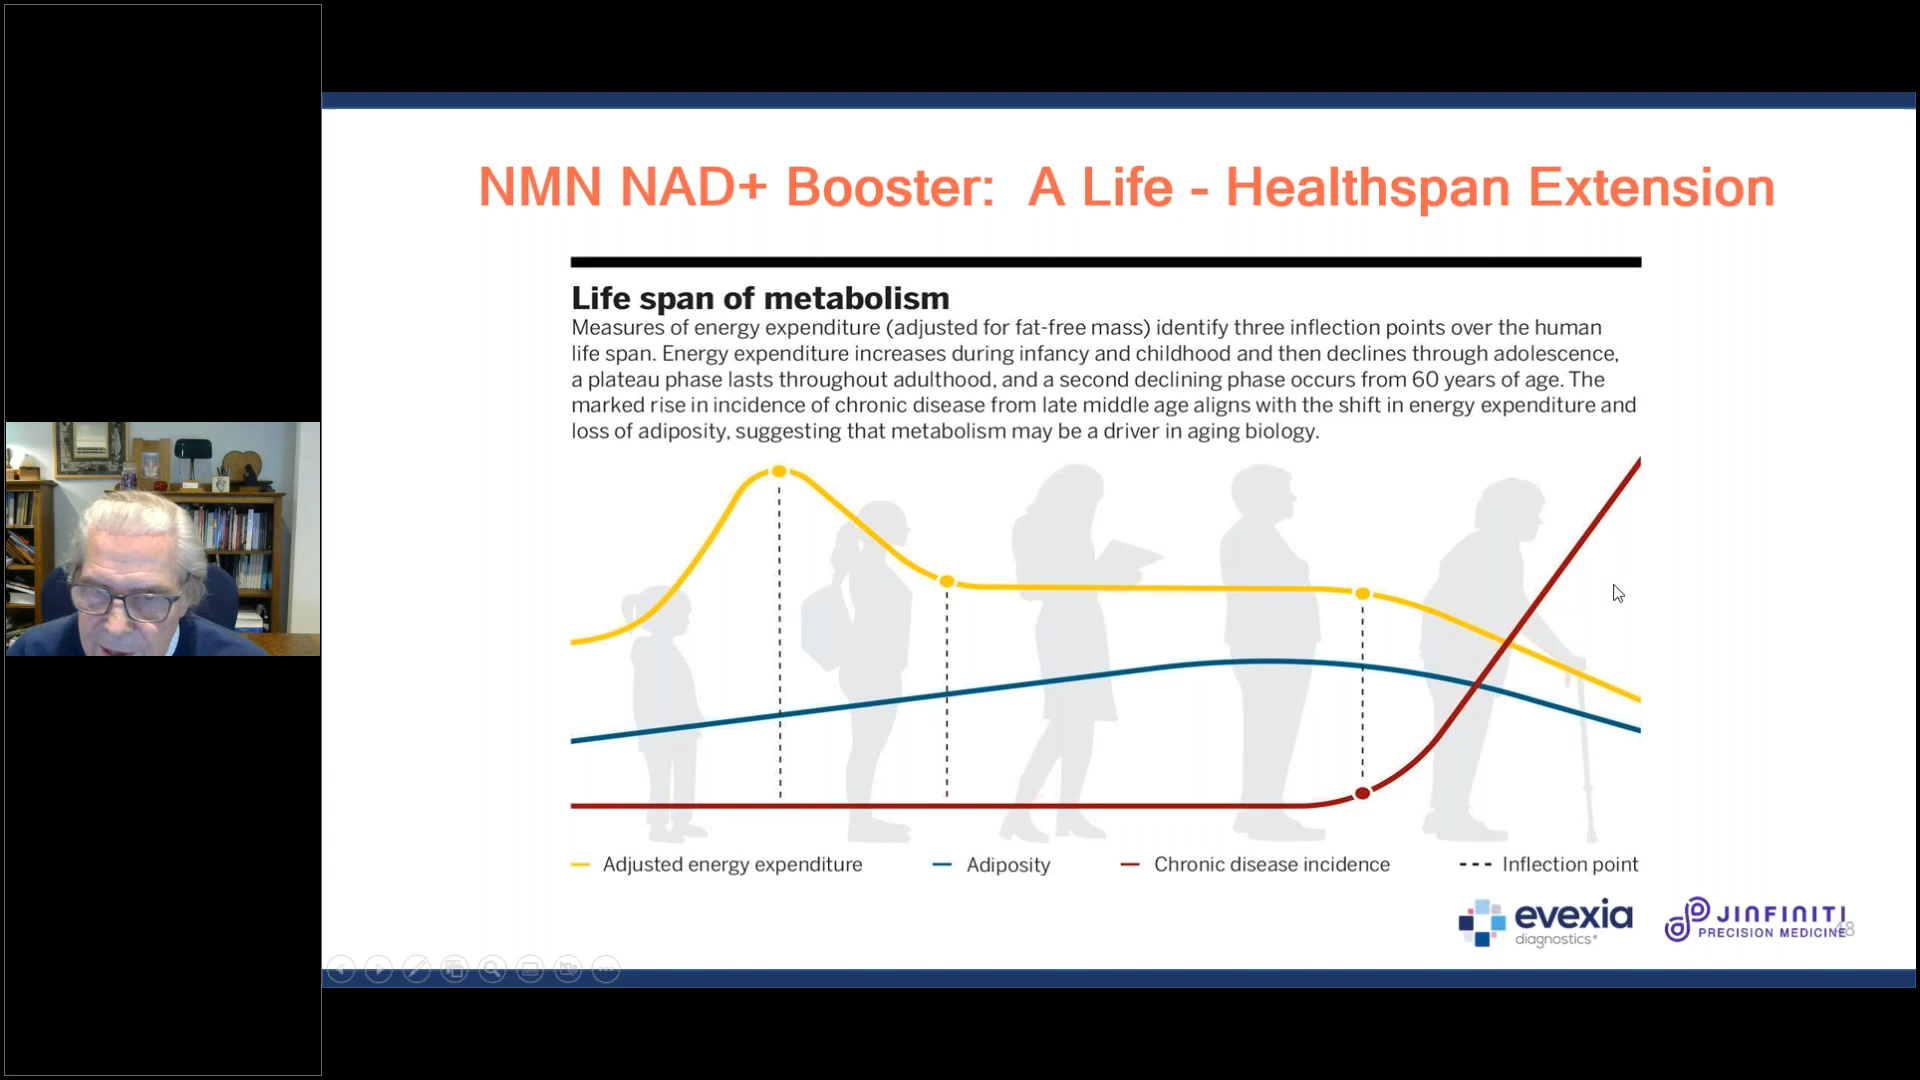 NMN NAD+ Booster: A Life - Healthspan Extension
Life span of metabolism
Measures of energy expenditure (adjusted for fat-free mass) identify three inflection points over the human
life span. Energy expenditure increases during infancy and childhood and then declines through adolescence,
a plateau phase lasts throughout adulthood, and a second declining phase occurs from 60 years of age. The
marked rise in incidence of chronic disease from late middle age aligns with the shift in energy expenditure and
loss of adiposity, suggesting that metabolism may be a driver in aging biology.
Adjusted energy expenditure
Adiposity
Chronic disease incidence
Inflection point
evexia
diagnostics
JINFINITI
PRECISION MEDICINE
48